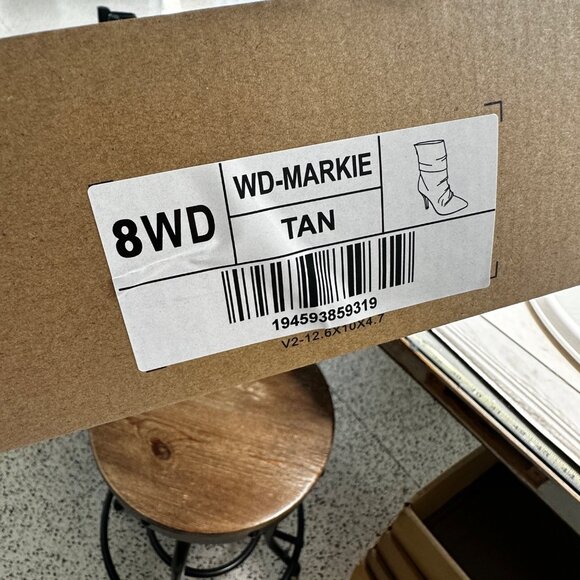 8WD
WD-MARKIE
TAN
194593859319
V2-12.6X10X4.7